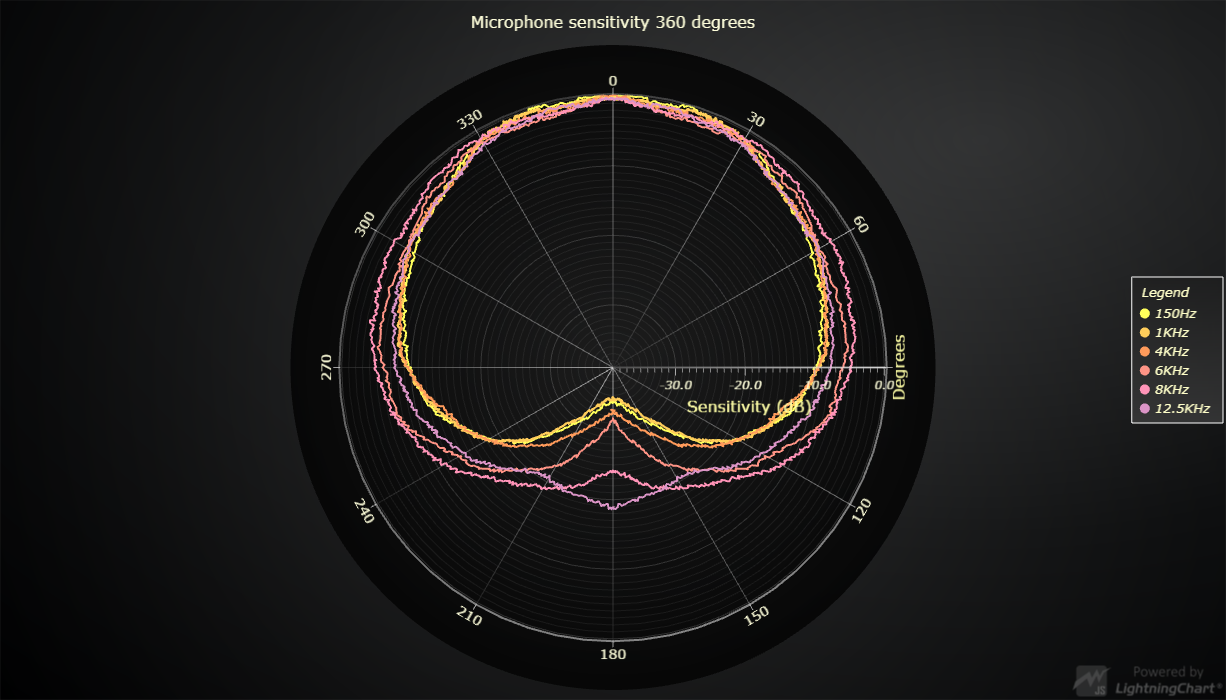 Microphone sensitivity 360 degrees
0
330
30
300
60
270
-30.0
-20.0
-10.0
0.0
Degrees
Sensitivity (dB)
240
120
210
150
180
Legend
150Hz
1KHz
4KHz
6KHz
8KHz
12.5KHz
JS
Powered by
LightningChart®